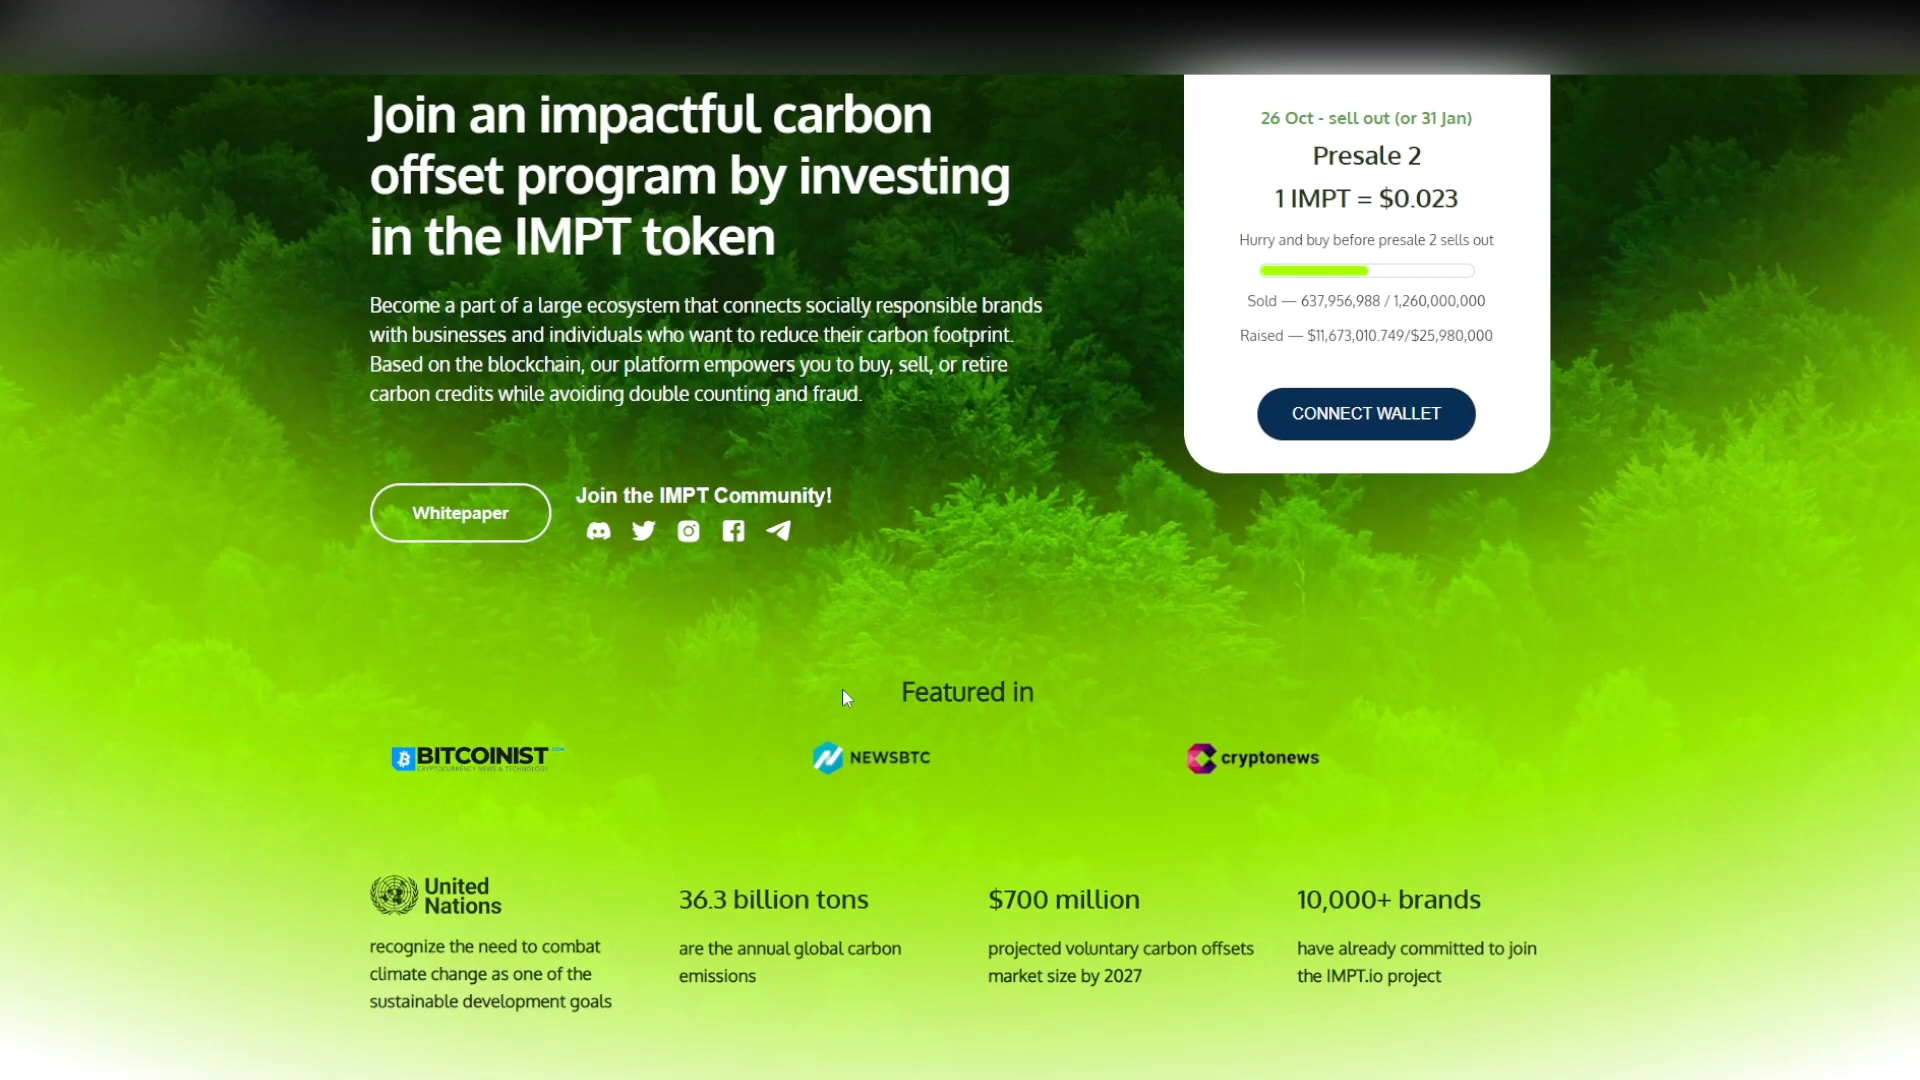 Join an impactful carbon
offset program by investing
in the IMPT token
Become a part of a large ecosystem that connects socially responsible brands
with businesses and individuals who want to reduce their carbon footprint.
Based on the blockchain, our platform empowers you to buy, sell, or retire
carbon credits while avoiding double counting and fraud.
Whitepaper
Join the IMPT Community!
26 Oct - sell out (or 31 Jan)
Presale 2
1 IMPT = $0.023
Hurry and buy before presale 2 sells out
Sold — 637,956,988 / 1,260,000,000
Raised — $11,673,010.749/$25,980,000
CONNECT WALLET
Featured in
BITCOINIST.COM
CRYPTOCURRENCY NEWS & TECHNOLOGY
NEWSBTC
cryptonews
United
Nations
recognize the need to combat
climate change as one of the
sustainable development goals
36.3 billion tons
are the annual global carbon
emissions
$700 million
projected voluntary carbon offsets
market size by 2027
10,000+ brands
have already committed to join
the IMPT.io project